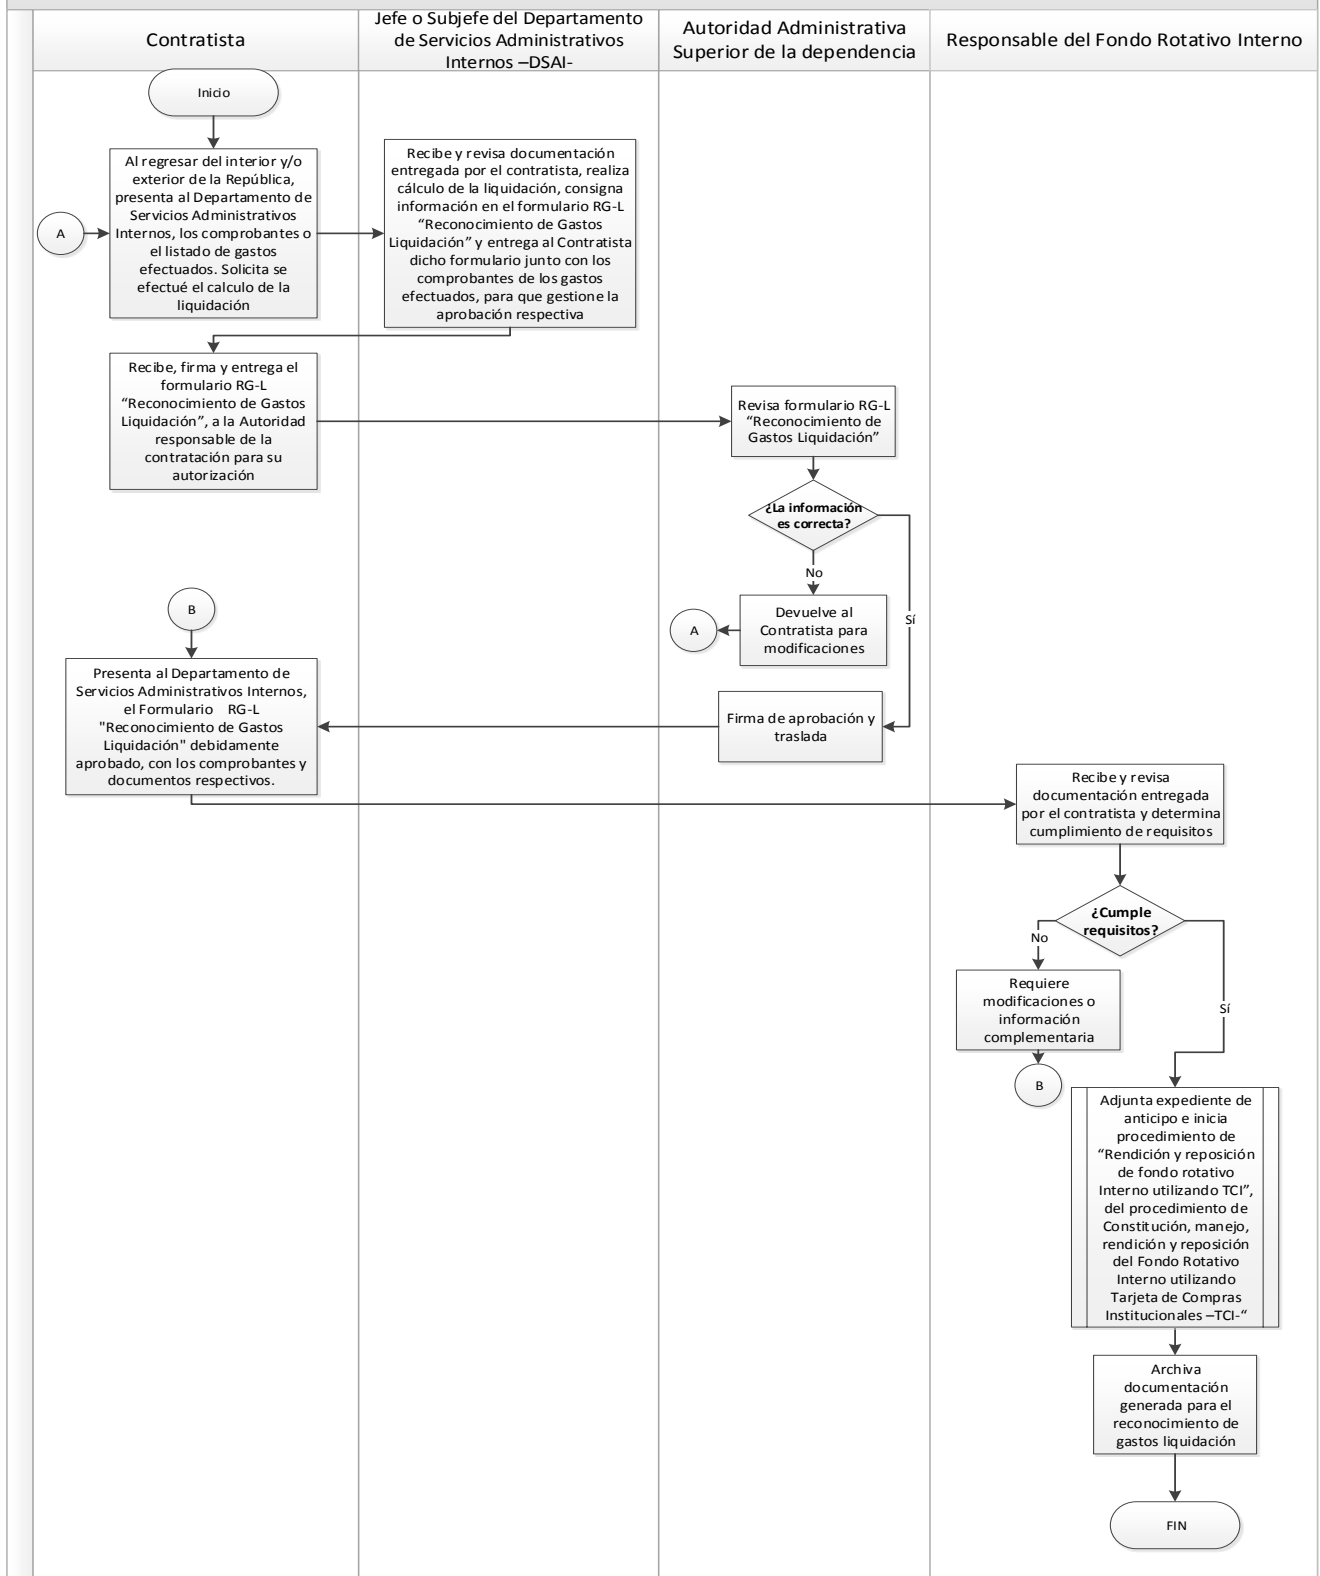 Contratista
Jefe o Subjefe del Departamento
de Servicios Administrativos
Internos –DSAI-
Autoridad Administrativa
Superior de la dependencia
Responsable del Fondo Rotativo Interno
Inicio
A
Al regresar del interior y/o
exterior de la República,
presenta al Departamento de
Servicios Administrativos
Internos, los comprobantes o
el listado de gastos
efectuados. Solicita se
efectué el calculo de la
liquidación
Recibe y revisa documentación
entregada por el contratista, realiza
cálculo de la liquidación, consigna
información en el formulario RG-L
“Reconocimiento de Gastos
Liquidación” y entrega al Contratista
dicho formulario junto con los
comprobantes de los gastos
efectuados, para que gestione la
aprobación respectiva
Recibe, firma y entrega el
formulario RG-L
“Reconocimiento de Gastos
Liquidación”, a la Autoridad
responsable de la
contratación para su
autorización
Revisa formulario RG-L
“Reconocimiento de
Gastos Liquidación”
¿La información
es correcta?
No
Sí
Devuelve al
Contratista para
modificaciones
A
B
Presenta al Departamento de
Servicios Administrativos Internos,
el Formulario RG-L
"Reconocimiento de Gastos
Liquidación" debidamente
aprobado, con los comprobantes y
documentos respectivos.
Firma de aprobación y
traslada
Recibe y revisa
documentación entregada
por el contratista y determina
cumplimiento de requisitos
¿Cumple
requisitos?
No
Sí
Requiere
modificaciones o
información
complementaria
B
Adjunta expediente de
anticipo e inicia
procedimiento de
“Rendición y reposición
de fondo rotativo
Interno utilizando TCI”,
del procedimiento de
Constitución, manejo,
rendición y reposición
del Fondo Rotativo
Interno utilizando
Tarjeta de Compras
Institucionales –TCI-“
Archiva
documentación
generada para el
reconocimiento de
gastos liquidación
FIN